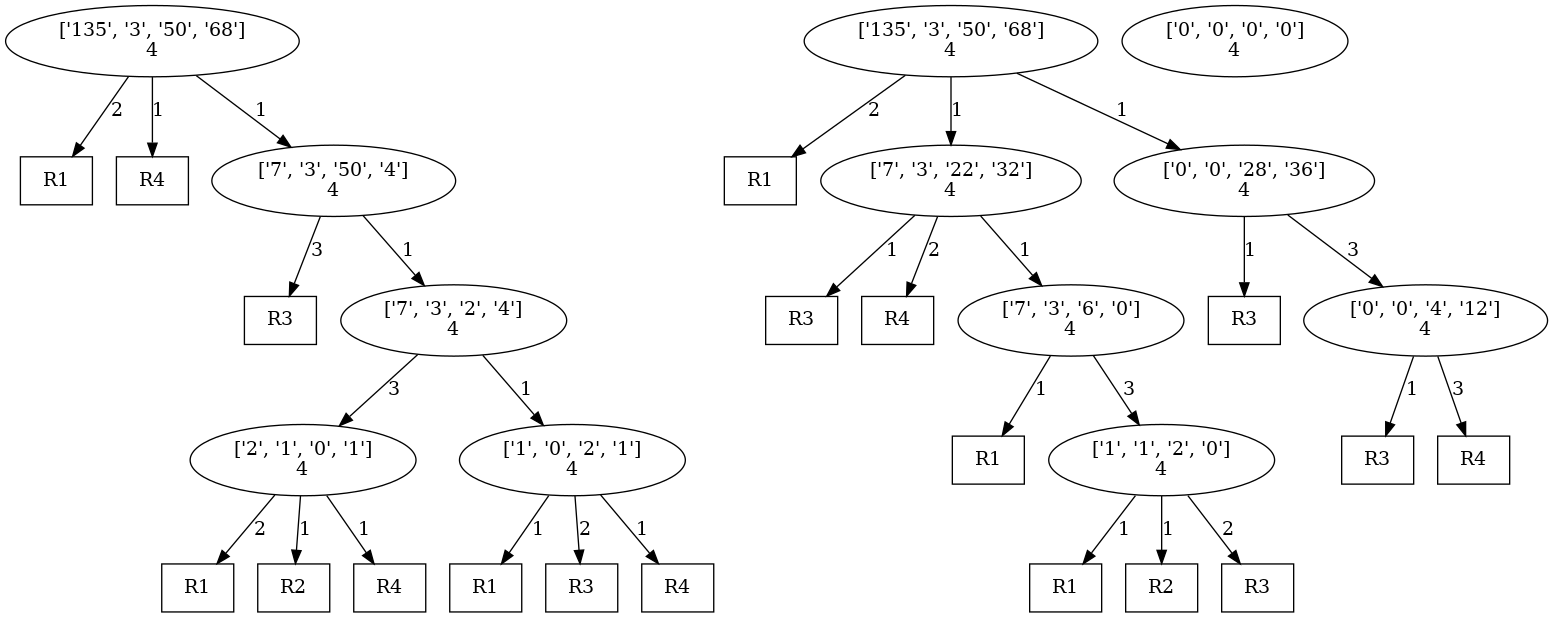 ['135', '3', '50', '68']
4
['135', '3', '50', '68']
4
['0', '0', '0', '0']
4
2
1
1
2
1
1
R1
R4
['7', '3', '50', '4']
4
R1
['7', '3', '22', '32']
4
['0', '0', '28', '36']
4
3
1
1
2
1
1
3
R3
['7', '3', '2', '4']
4
R3
R4
['7', '3', '6', '0']
4
R3
['0', '0', '4', '12']
4
3
1
1
3
1
3
['2', '1', '0', '1']
4
['1', '0', '2', '1']
4
R1
['1', '1', '2', '0']
4
R3
R4
2
1
1
1
2
1
1
1
2
R1
R2
R4
R1
R3
R4
R1
R2
R3